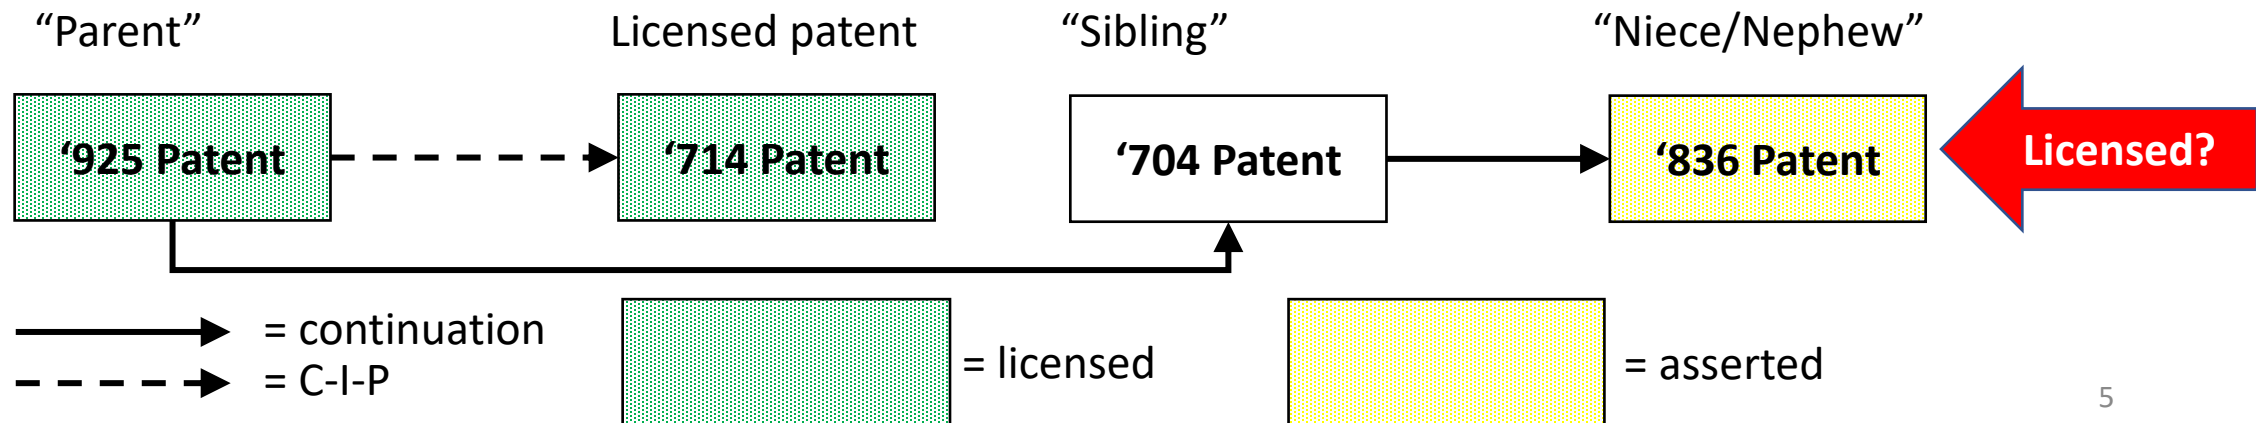 “Parent”
Licensed patent
“Sibling”
“Niece/Nephew”
‘925 Patent
‘714 Patent
‘704 Patent
‘836 Patent
Licensed?
= continuation
= C-I-P
= licensed
= asserted
5